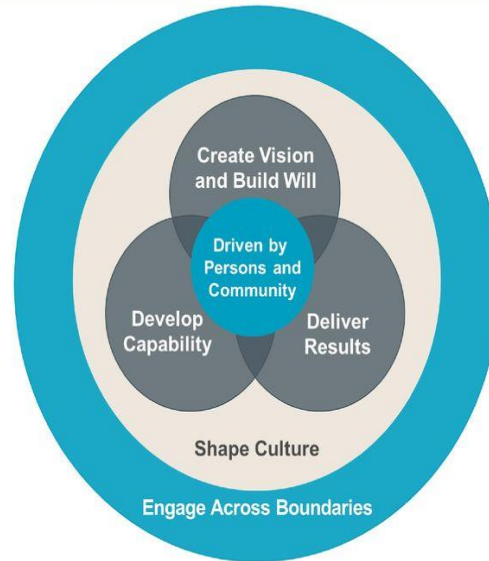 Create Vision
and Build Will
Driven by
Persons and
Community
Develop
Capability
Deliver
Results
Shape Culture
Engage Across Boundaries